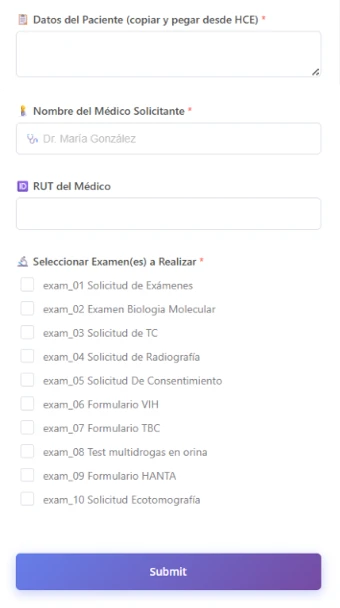 Datos del Paciente (copiar y pegar desde HCE) *
Nombre del Médico Solicitante *
Dr. María González
ID RUT del Médico
Seleccionar Examen(es) a Realizar *
exam_01 Solicitud de Exámenes
exam_02 Examen Biologia Molecular
exam_03 Solicitud de TC
exam_04 Solicitud de Radiografía
exam_05 Solicitud De Consentimiento
exam_06 Formulario VIH
exam_07 Formulario TBC
exam_08 Test multidrogas en orina
exam_09 Formulario HANTA
exam_10 Solicitud Ecotomografía
Submit